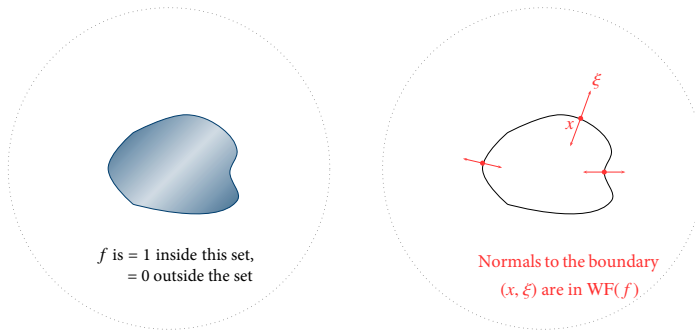 ξ
x
f is = 1 inside this set,
= 0 outside the set
Normals to the boundary
(x, ξ) are in WF(f)